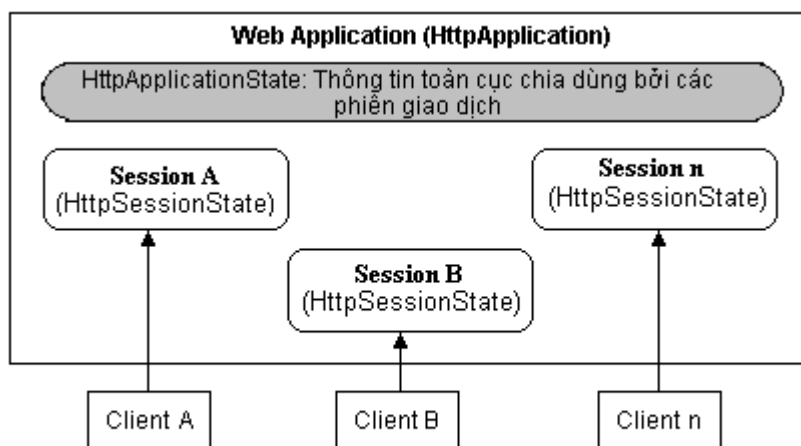 Web Application (HttpApplication)
HttpApplicationState: Thông tin toàn cục chia dùng bởi các
phiên giao dịch
Session A
(HttpSessionState)
Session n
(HttpSessionState)
Session B
(HttpSessionState)
Client A
Client B
Client n